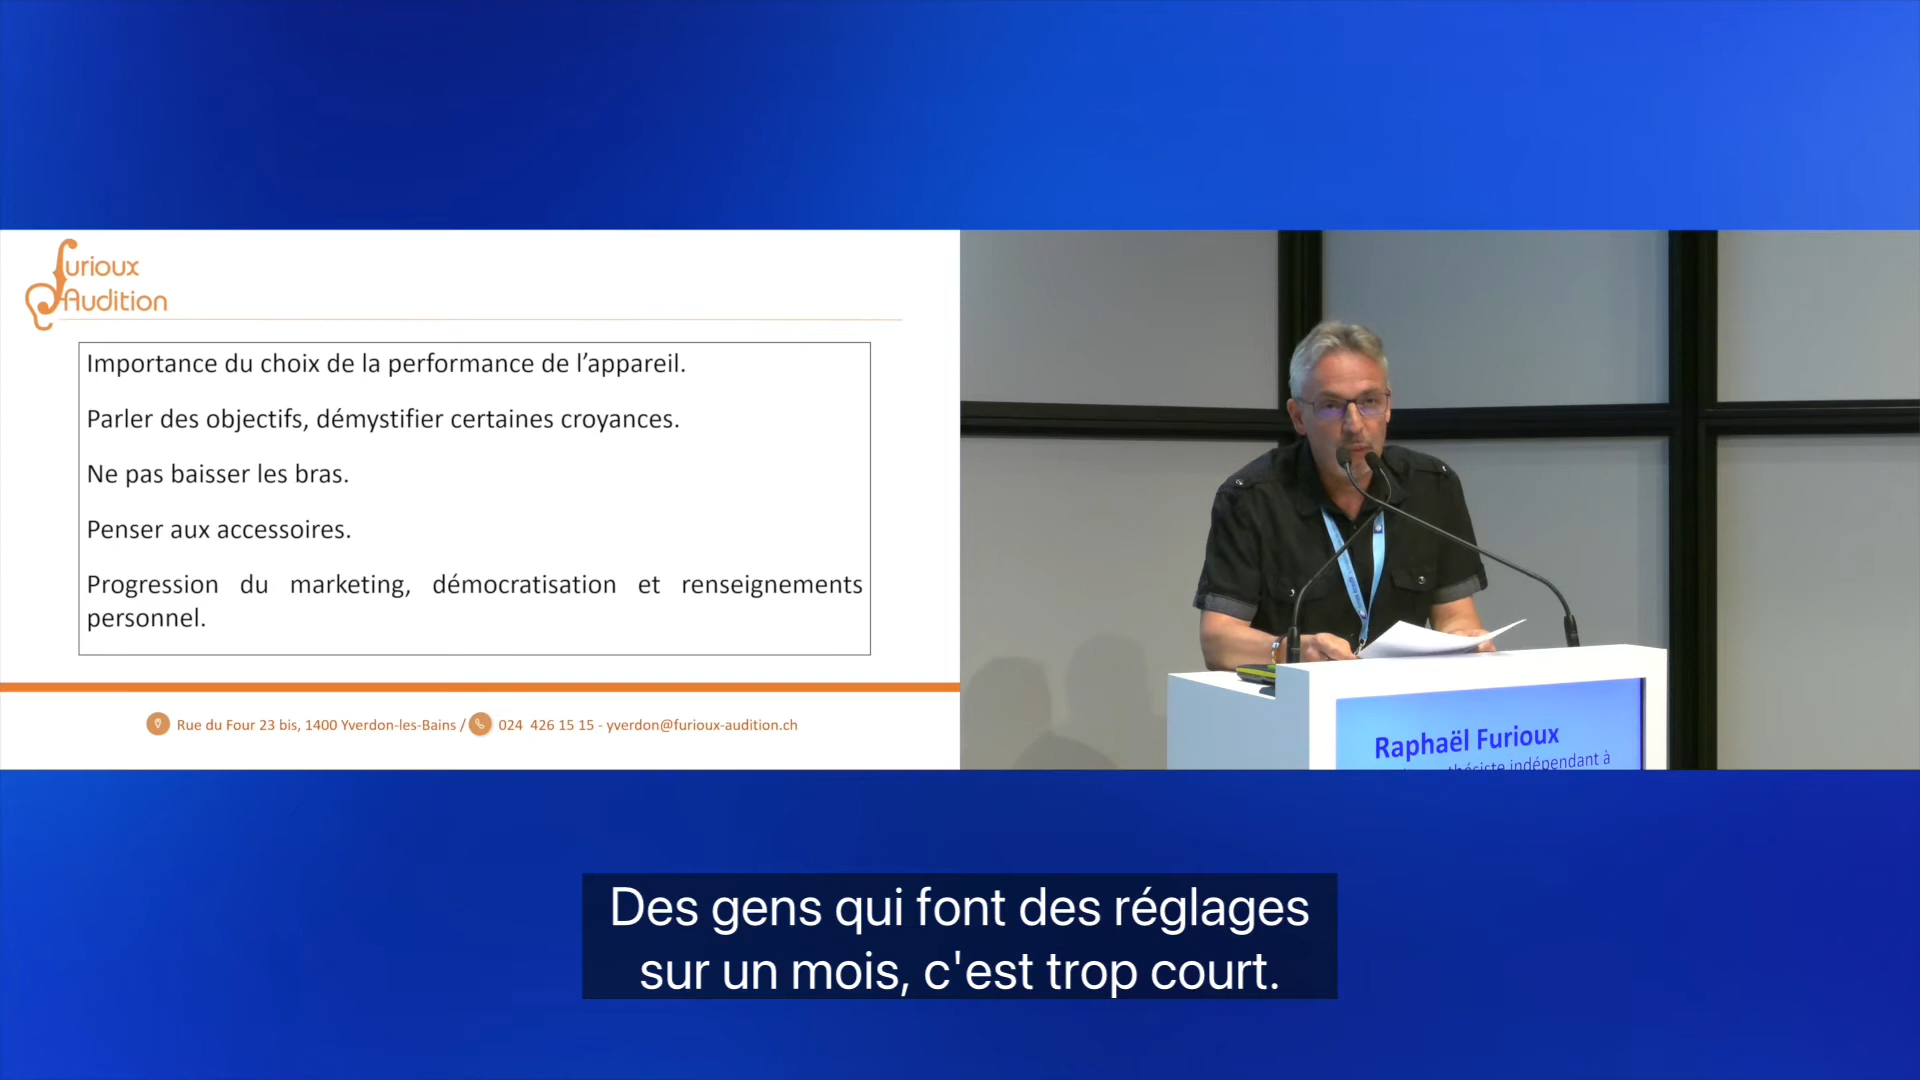 Furioux
Audition
Importance du choix de la performance de l’appareil.
Parler des objectifs, démystifier certaines croyances.
Ne pas baisser les bras.
Penser aux accessoires.
Progression du marketing, démocratisation et renseignements
personnel.
Rue du Four 23 bis, 1400 Yverdon-les-Bains / 024 426 15 15 - yverdon@furioux-audition.ch
Raphaël Furioux
indépendant à
Des gens qui font des réglages
sur un mois, c'est trop court.